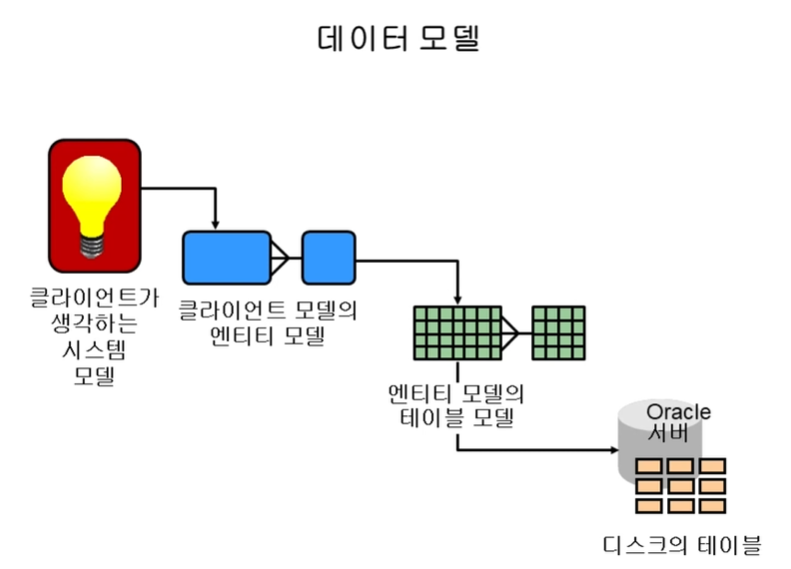 데이터 모델
클라이언트가
생각하는
시스템
모델
클라이언트 모델의
엔티티 모델
엔티티 모델의
테이블 모델
Oracle
서버
디스크의 테이블